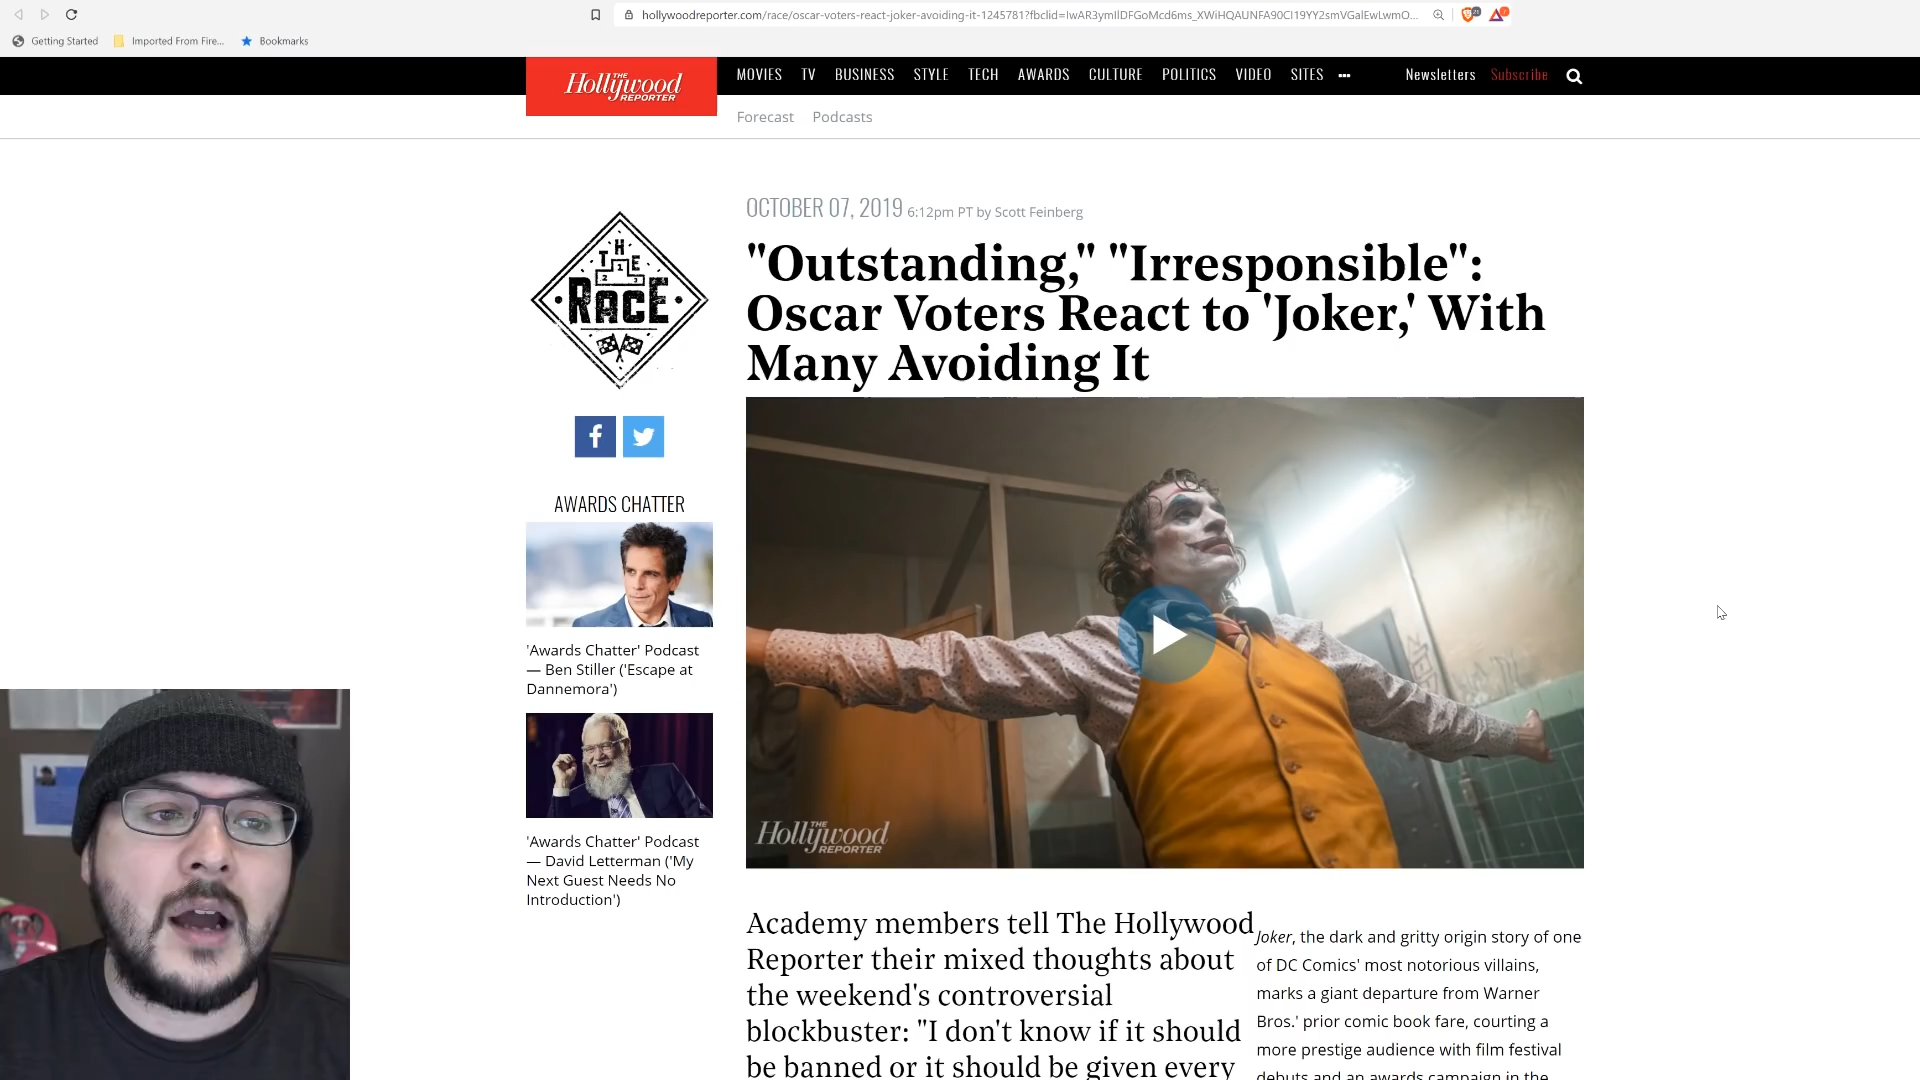 hollywoodreporter.com/race/oscar-voters-react-joker-avoiding-it-1245781?fbclid=
Getting Started
Imported From Fire...
Bookmarks
THE Hollywood REPORTER
MOVIES TV BUSINESS STYLE TECH AWARDS CULTURE POLITICS VIDEO SITES •••
Newsletters Subscribe
Forecast Podcasts
THE
2 1 3
RACE
OCTOBER 07, 2019 6:12pm PT by Scott Feinberg
"Outstanding," "Irresponsible":
Oscar Voters React to 'Joker,' With
Many Avoiding It
AWARDS CHATTER
'Awards Chatter' Podcast
— Ben Stiller ('Escape at
Dannemora')
'Awards Chatter' Podcast
— David Letterman ('My
Next Guest Needs No
Introduction')
THE Hollywood REPORTER
Academy members tell The Hollywood
Reporter their mixed thoughts about
the weekend's controversial
blockbuster: "I don't know if it should
be banned or it should be given every
Joker, the dark and gritty origin story of one
of DC Comics' most notorious villains,
marks a giant departure from Warner
Bros.' prior comic book fare, courting a
more prestige audience with film festival
debuts and an awards campaign in the